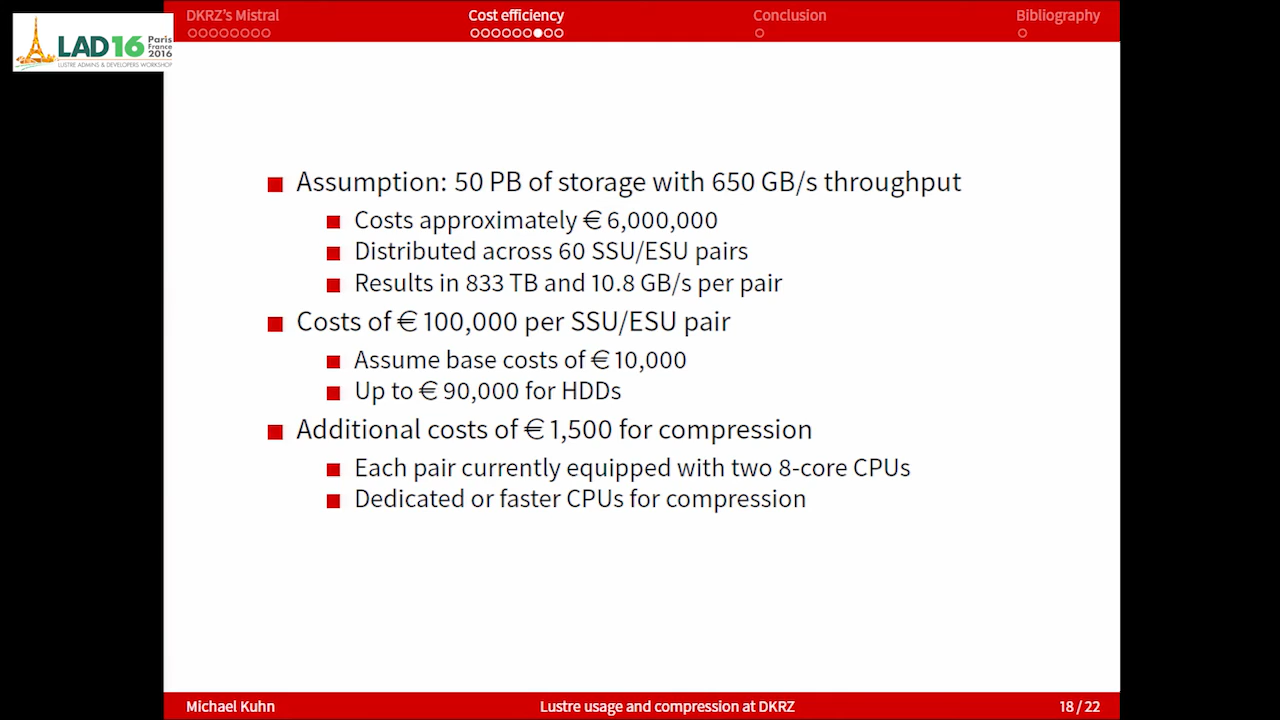 DKRZ's Mistral
Cost efficiency
Conclusion
Bibliography
LAD16 Paris France 2016
LUSTRE ADMINS & DEVELOPERS WORKSHOP
Assumption: 50 PB of storage with 650 GB/s throughput
Costs approximately € 6,000,000
Distributed across 60 SSU/ESU pairs
Results in 833 TB and 10.8 GB/s per pair
Costs of € 100,000 per SSU/ESU pair
Assume base costs of € 10,000
Up to € 90,000 for HDDs
Additional costs of € 1,500 for compression
Each pair currently equipped with two 8-core CPUs
Dedicated or faster CPUs for compression
Michael Kuhn
Lustre usage and compression at DKRZ
18 / 22